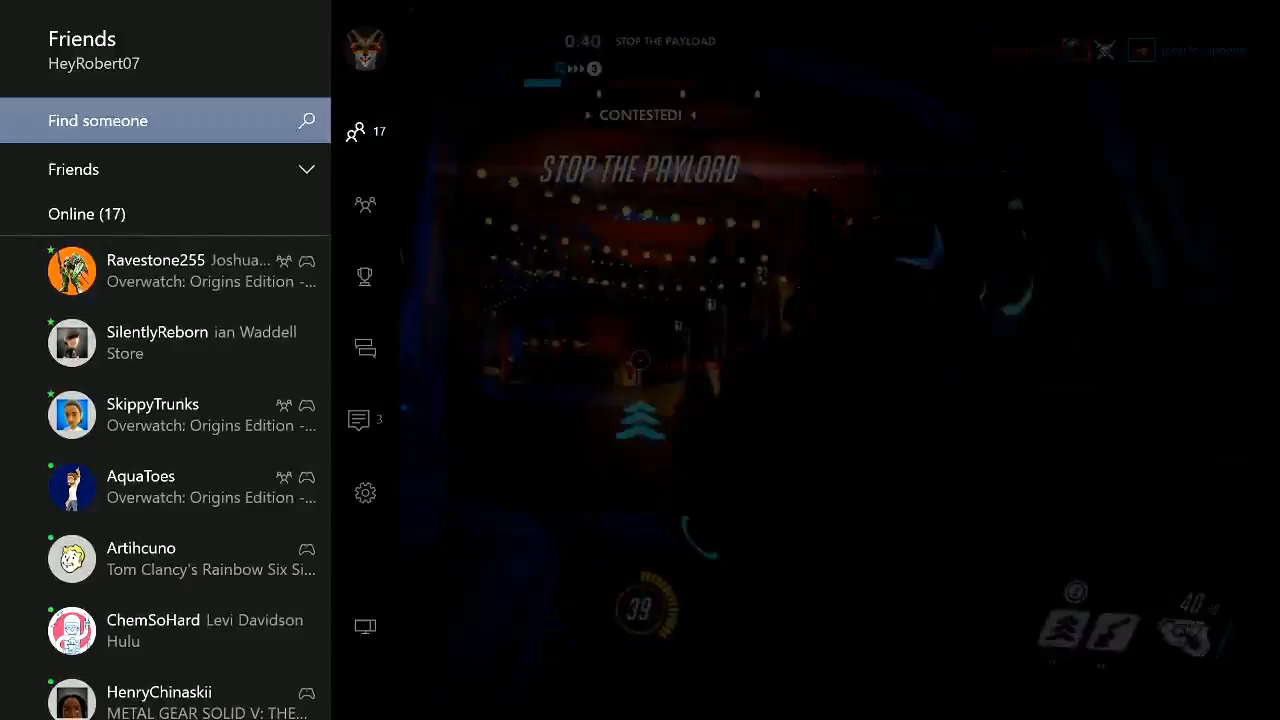 Friends
HeyRobert07
Find someone
Friends
Online (17)
Ravestone255 Joshua...
Overwatch: Origins Edition -...
SilentlyReborn ian Waddell
Store
SkippyTrunks
Overwatch: Origins Edition -...
AquaToes
Overwatch: Origins Edition -...
Artihcuno
Tom Clancy's Rainbow Six Si...
ChemSoHard Levi Davidson
Hulu
HenryChinaskii
METAL GEAR SOLID V: THE...
17
3
0:40 STOP THE PAYLOAD
3
CONTESTED!
STOP THE PAYLOAD
39
40